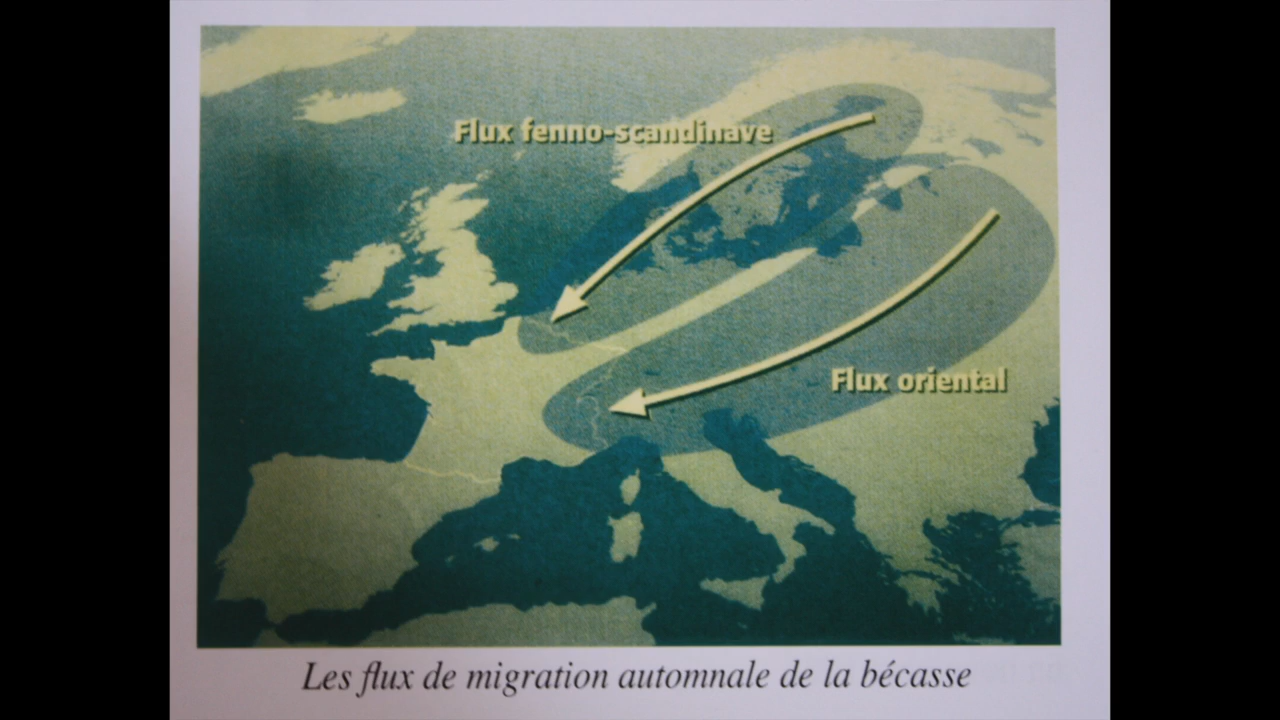 Flux fenno-scandinave
Flux oriental
Les flux de migration automnale de la bécasse